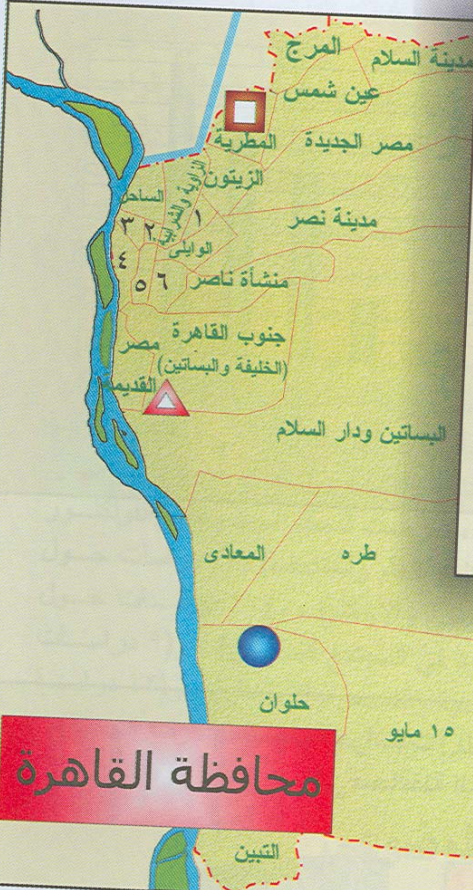 المرج
مدينة السلام
عين شمس
المطرية
مصر الجديدة
الزيتون
الزاوية والشرابية
الساحل
مدينة نصر
١
٢
٣
الوايلى
٤
٥
٦
منشأة ناصر
جنوب القاهرة
(الخليفة والبساتين)
مصر
القديمة
البساتين ودار السلام
طره
المعادى
حلوان
١٥ مايو
محافظة القاهرة
التبين